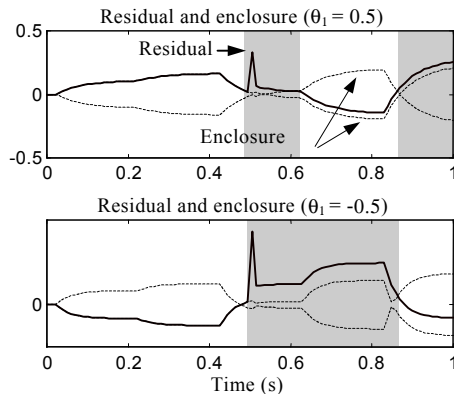 Residual and enclosure (θ1 = 0.5)
0.5
Residual
0
Enclosure
-0.5
0 0.2 0.4 0.6 0.8 1
Residual and enclosure (θ1 = -0.5)
0
0 0.2 0.4 0.6 0.8 1
Time (s)